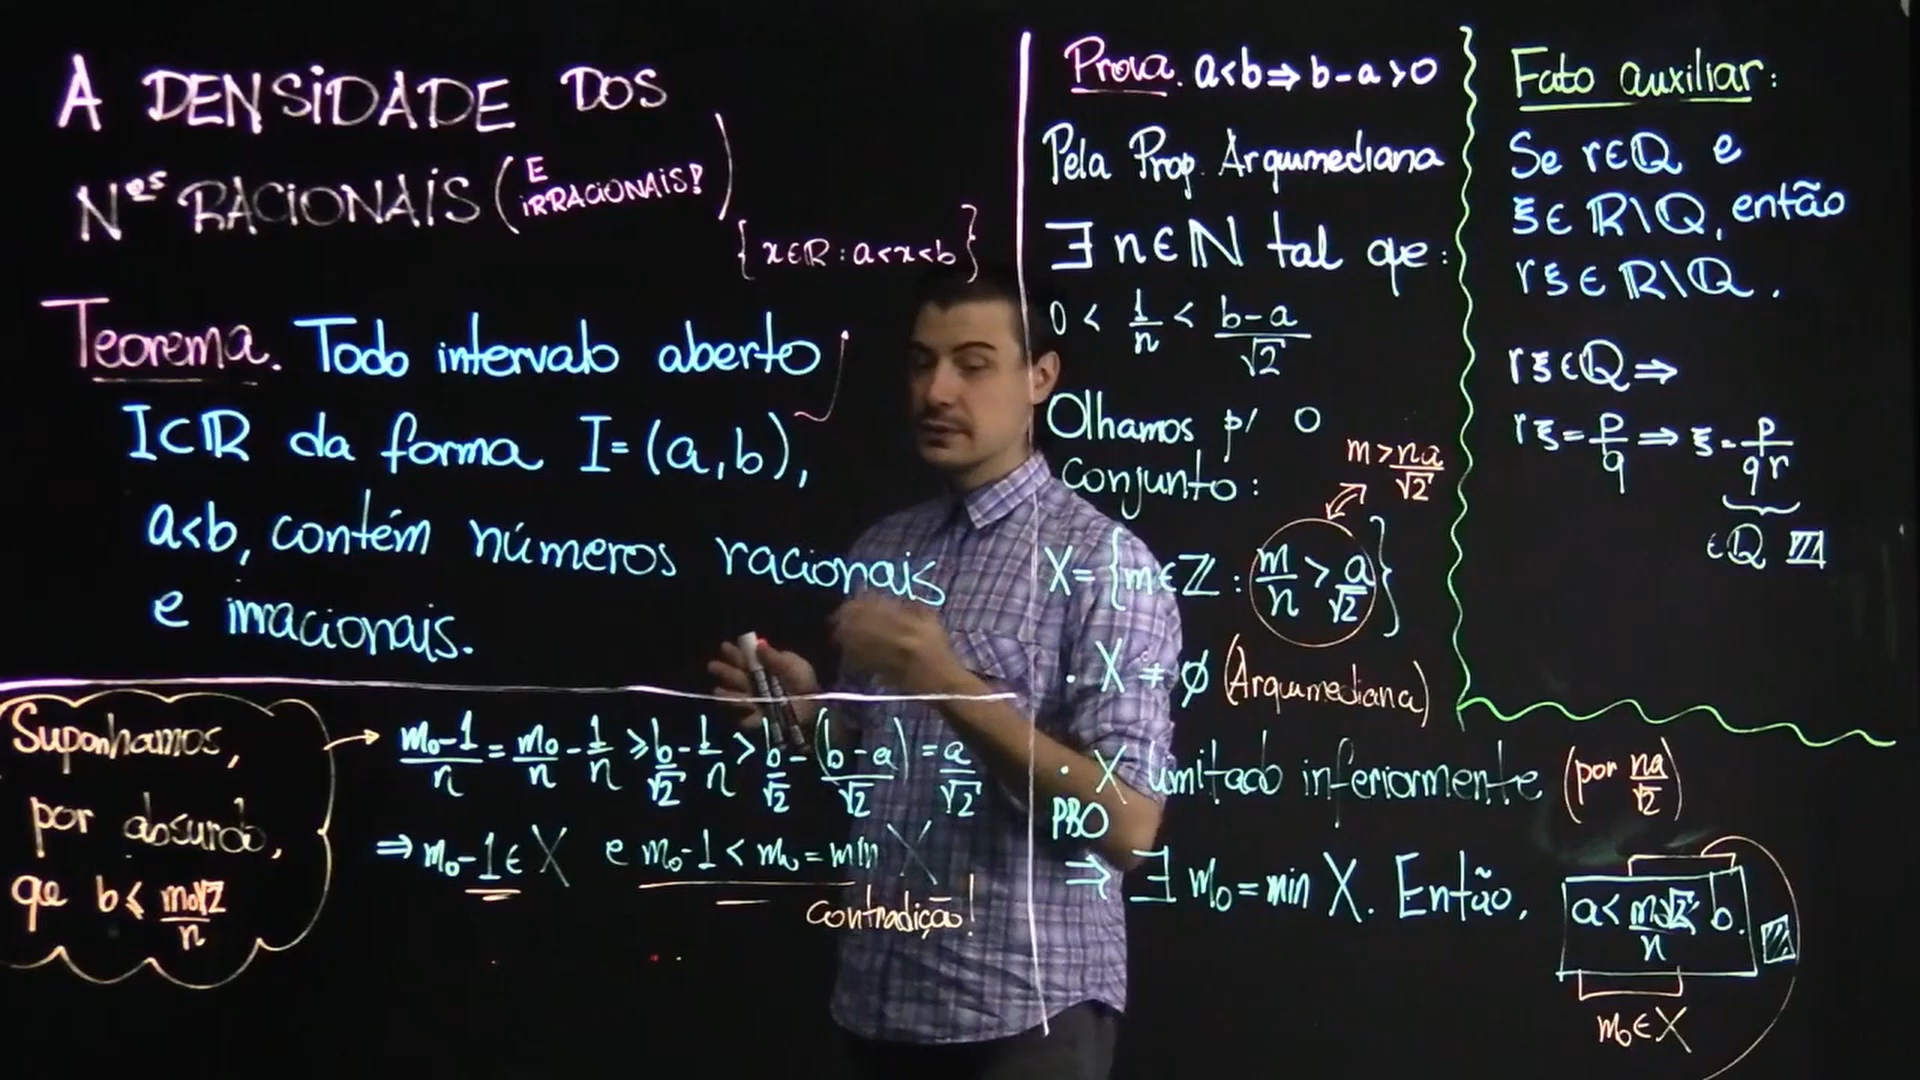 A DENSIDADE DOS
Nºs RACIONAIS (E IRRACIONAIS!)
{x∈ℝ : a<x<b}
Teorema. Todo intervalo aberto
I⊂ℝ da forma I=(a,b),
a<b, contém números racionais
e irracionais.
Suponhamos,
por absurdo,
que b ≤ m₀√2/n
→ (m₀-1)/n = m₀/n - 1/n ≥ b/√2 - 1/n > b/√2 - (b-a)/√2 = a/√2
⇒ m₀-1 ∈ X e m₀-1 < m₀ = min X
contradição!
Prova. a<b ⇒ b-a>0
Pela Prop. Arquimediana
∃ n∈ℕ tal que:
0 < 1/n < (b-a)/√2
Olhamos p/ o
conjunto:
m > na/√2
X = {m∈ℤ : m/n > a/√2}
· X ≠ ∅ (Arquimediana)
· X limitado inferiormente (por na/√2)
PBO
⇒ ∃ m₀ = min X. Então,
a < m₀√2/n < b.
m₀∈X
Fato auxiliar:
Se r∈ℚ e
ξ∈ℝ\ℚ, então
rξ∈ℝ\ℚ.
rξ∈ℚ ⇒
rξ = p/q ⇒ ξ = p/qr
∈ℚ